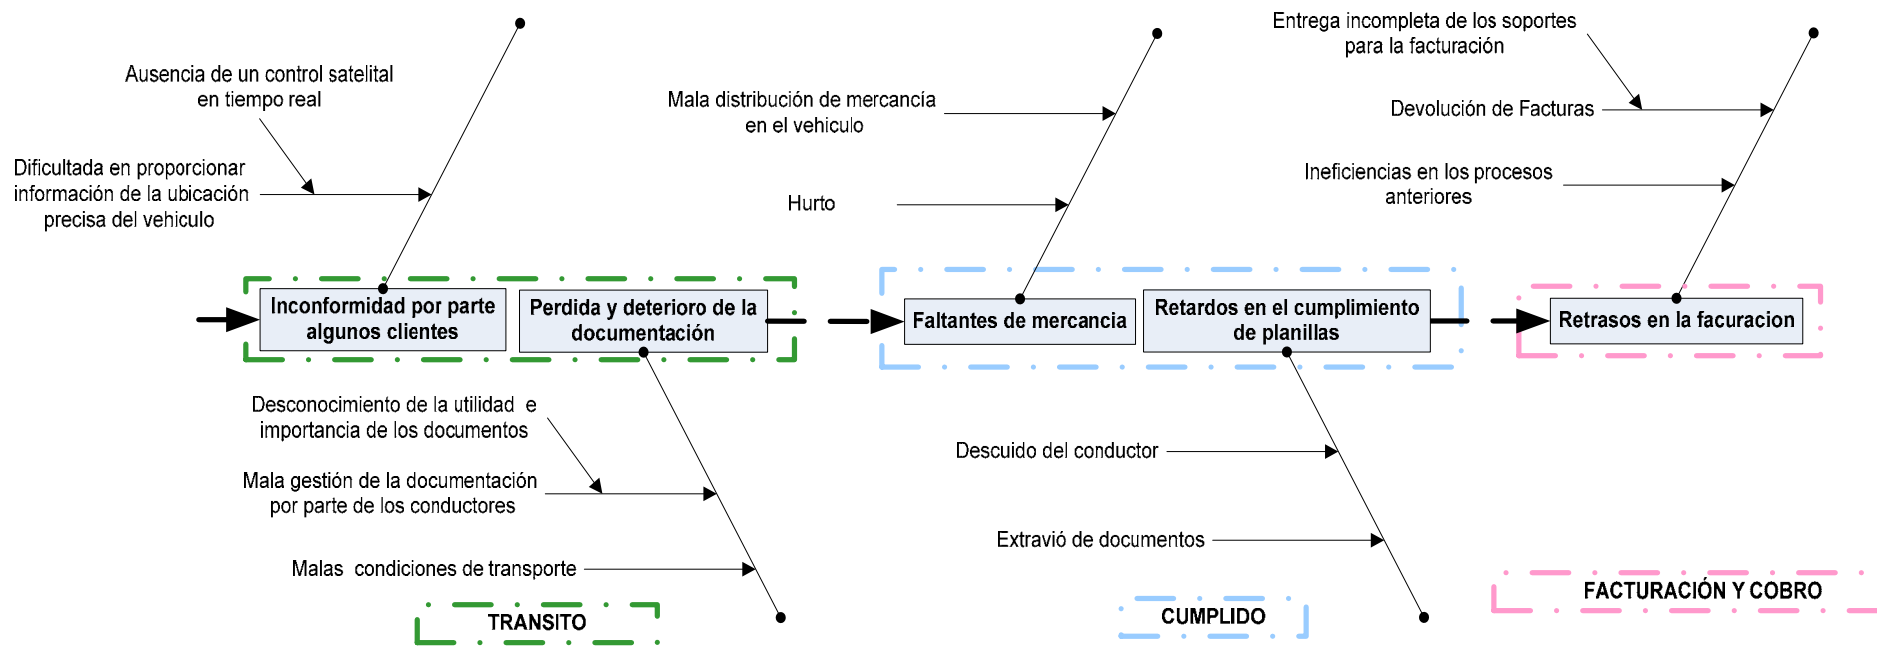 Ausencia de un control satelital
en tiempo real
Dificultada en proporcionar
información de la ubicación
precisa del vehiculo
Mala distribución de mercancía
en el vehiculo
Hurto
Entrega incompleta de los soportes
para la facturación
Devolución de Facturas
Ineficiencias en los procesos
anteriores
Inconformidad por parte
algunos clientes
Perdida y deterioro de la
documentación
Faltantes de mercancia
Retardos en el cumplimiento
de planillas
Retrasos en la facuracion
Desconocimiento de la utilidad e
importancia de los documentos
Mala gestión de la documentación
por parte de los conductores
Malas condiciones de transporte
Descuido del conductor
Extravió de documentos
TRANSITO
CUMPLIDO
FACTURACIÓN Y COBRO